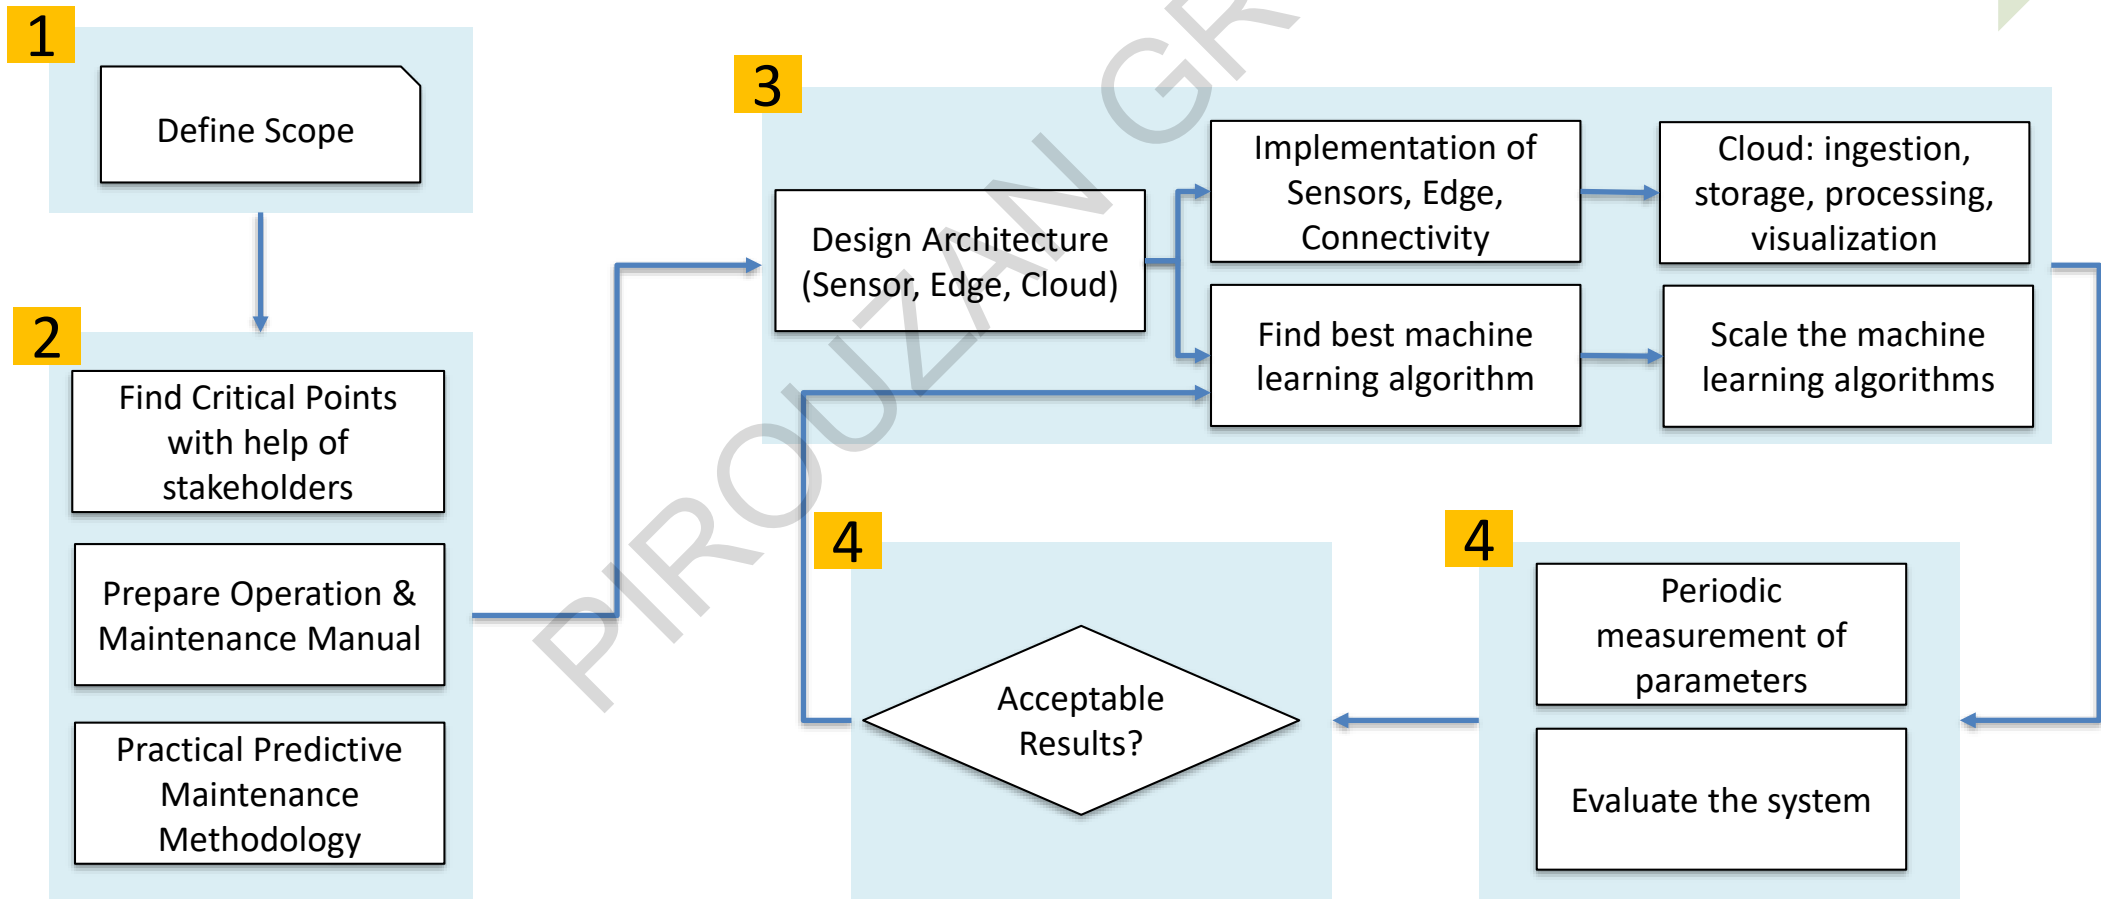 1
Define Scope
2
Find Critical Points
with help of
stakeholders
Prepare Operation &
Maintenance Manual
Practical Predictive
Maintenance
Methodology
3
Design Architecture
(Sensor, Edge, Cloud)
Implementation of
Sensors, Edge,
Connectivity
Cloud: ingestion,
storage, processing,
visualization
Find best machine
learning algorithm
Scale the machine
learning algorithms
4
Acceptable
Results?
4
Periodic
measurement of
parameters
Evaluate the system
PIROUZAN GR